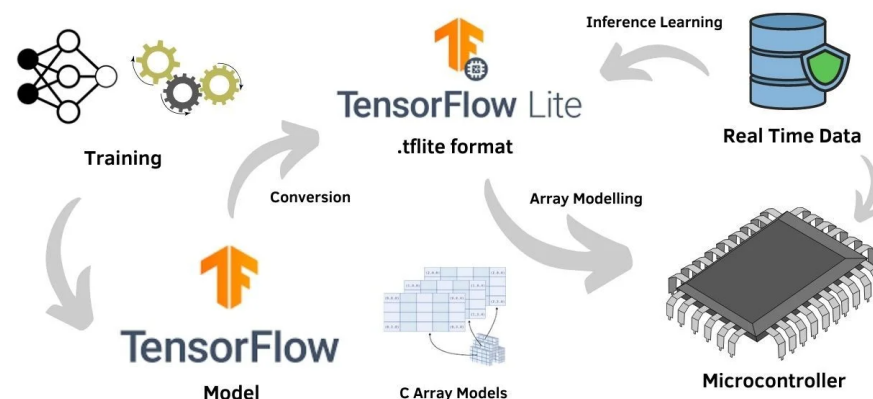 Inference Learning
TensorFlow Lite
.tflite format
Real Time Data
Training
Conversion
Array Modelling
TensorFlow
Model
C Array Models
Microcontroller